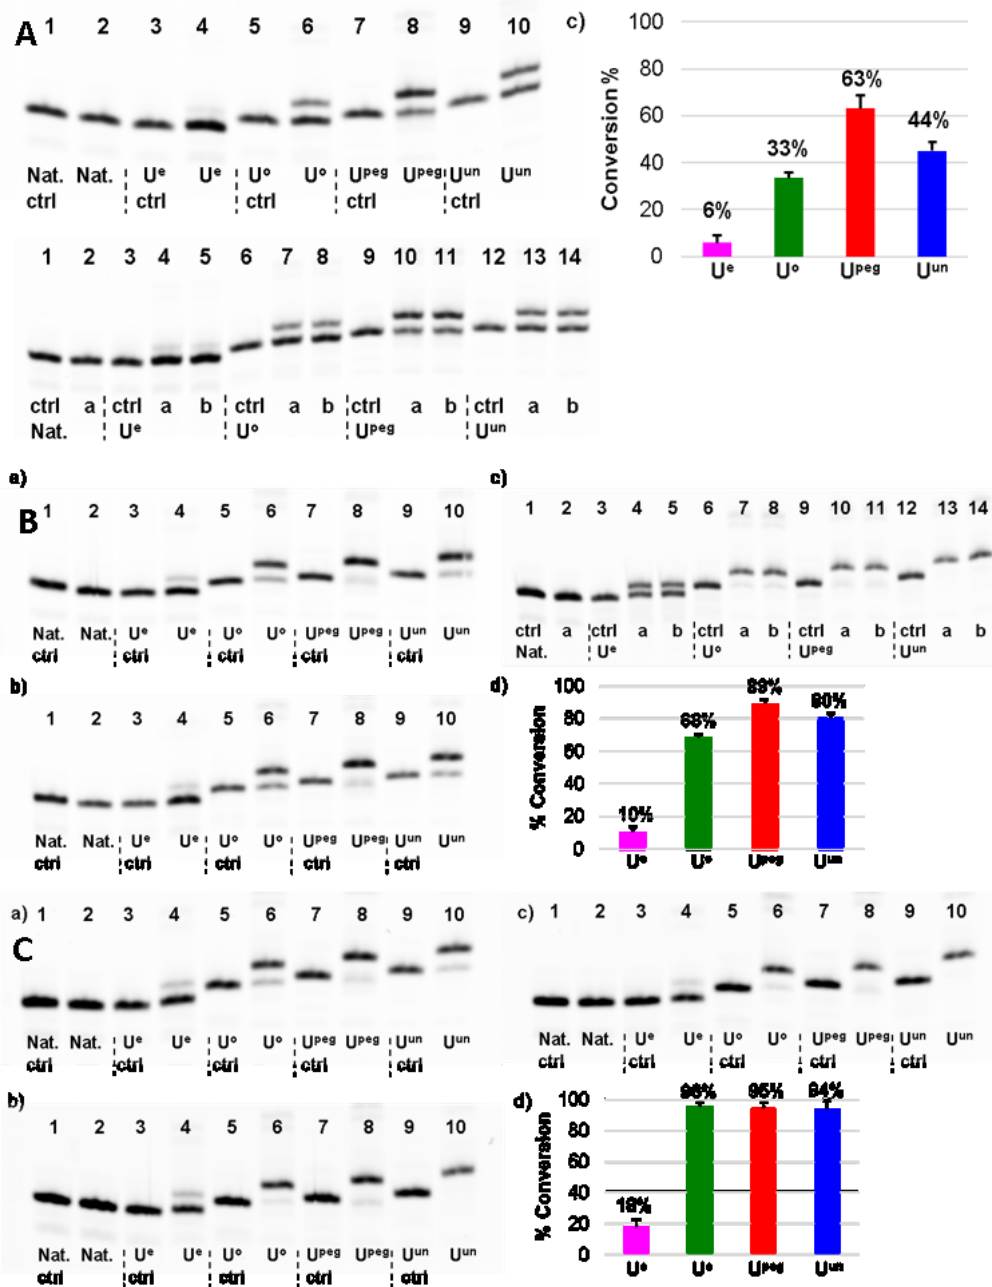 A 1 2 3 4 5 6 7 8 9 10
Nat. Nat. Uᵉ Uᵉ Uᵒ Uᵒ Uᵖᵉᵍ Uᵖᵉᵍ Uᵘⁿ Uᵘⁿ
ctrl ctrl ctrl ctrl ctrl
c)
Conversion %
100
80
60
40
20
0
6% 33% 63% 44%
Uᵉ Uᵒ Uᵖᵉᵍ Uᵘⁿ
1 2 3 4 5 6 7 8 9 10 11 12 13 14
ctrl a ctrl a b ctrl a b ctrl a b ctrl a b
Nat. Uᵉ Uᵒ Uᵖᵉᵍ Uᵘⁿ
a)
B 1 2 3 4 5 6 7 8 9 10
Nat. Nat. Uᵉ Uᵉ Uᵒ Uᵒ Uᵖᵉᵍ Uᵖᵉᵍ Uᵘⁿ Uᵘⁿ
ctrl ctrl ctrl ctrl ctrl
c)
1 2 3 4 5 6 7 8 9 10 11 12 13 14
ctrl a ctrl a b ctrl a b ctrl a b ctrl a b
Nat. Uᵉ Uᵒ Uᵖᵉᵍ Uᵘⁿ
b)
1 2 3 4 5 6 7 8 9 10
Nat. Nat. Uᵉ Uᵉ Uᵒ Uᵒ Uᵖᵉᵍ Uᵖᵉᵍ Uᵘⁿ Uᵘⁿ
ctrl ctrl ctrl ctrl ctrl
d)
% Conversion
100
80
60
40
20
0
10% 68% 89% 80%
Uᵖᵉᵍ Uᵘⁿ
a)
C 1 2 3 4 5 6 7 8 9 10
Nat. Nat. Uᵉ Uᵉ Uᵒ Uᵒ Uᵖᵉᵍ Uᵖᵉᵍ Uᵘⁿ Uᵘⁿ
ctrl ctrl ctrl ctrl ctrl
c)
1 2 3 4 5 6 7 8 9 10
Nat. Nat. Uᵉ Uᵉ Uᵒ Uᵒ Uᵖᵉᵍ Uᵖᵉᵍ Uᵘⁿ Uᵘⁿ
ctrl ctrl ctrl ctrl ctrl
b)
1 2 3 4 5 6 7 8 9 10
Nat. Nat. Uᵉ Uᵉ Uᵒ Uᵒ Uᵖᵉᵍ Uᵖᵉᵍ Uᵘⁿ Uᵘⁿ
ctrl ctrl ctrl ctrl ctrl
d)
% Conversion
100
80
60
40
20
0
95% 94%
Uᵖᵉᵍ Uᵘⁿ